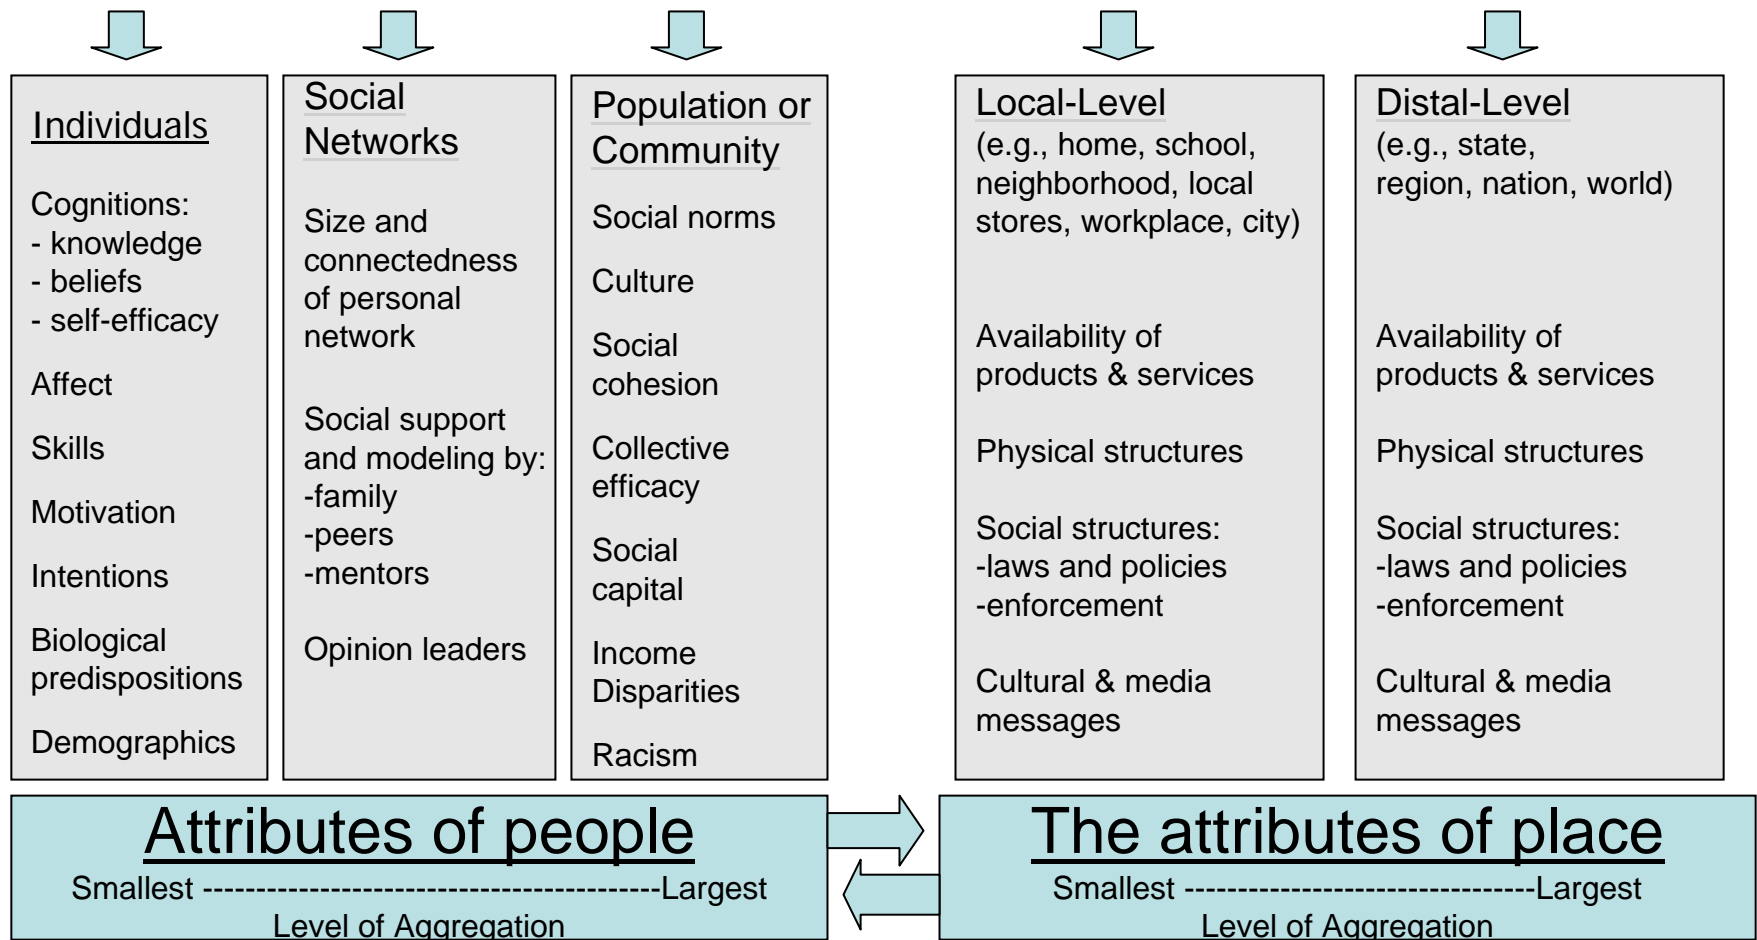 Individuals
Cognitions:
- knowledge
- beliefs
- self-efficacy
Affect
Skills
Motivation
Intentions
Biological
predispositions
Demographics
Social
Networks
Size and
connectedness
of personal
network
Social support
and modeling by:
-family
-peers
-mentors
Opinion leaders
Population or
Community
Social norms
Culture
Social
cohesion
Collective
efficacy
Social
capital
Income
Disparities
Racism
Local-Level
(e.g., home, school,
neighborhood, local
stores, workplace, city)
Availability of
products & services
Physical structures
Social structures:
-laws and policies
-enforcement
Cultural & media
messages
Distal-Level
(e.g., state,
region, nation, world)
Availability of
products & services
Physical structures
Social structures:
-laws and policies
-enforcement
Cultural & media
messages
Attributes of people
Smallest -------------------------------------------Largest
Level of Aggregation
The attributes of place
Smallest ---------------------------------Largest
Level of Aggregation